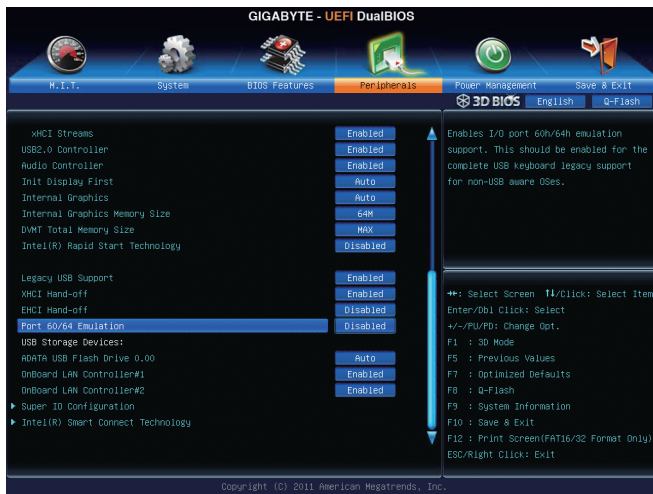 GIGABYTE - UEFI DualBIOS
M.I.T. System BIOS Features Peripherals Power Management Save & Exit
3D BIOS English Q-Flash
xHCI Streams Enabled
USB2.0 Controller Enabled
Audio Controller Enabled
Init Display First Auto
Internal Graphics Auto
Internal Graphics Memory Size 64M
DVMT Total Memory Size MAX
Intel(R) Rapid Start Technology Disabled
Legacy USB Support Enabled
XHCI Hand-off Enabled
EHCI Hand-off Disabled
Port 60/64 Emulation Disabled
USB Storage Devices:
ADATA USB Flash Drive 0.00 Auto
OnBoard LAN Controller#1 Enabled
OnBoard LAN Controller#2 Enabled
Super IO Configuration
Intel(R) Smart Connect Technology
Enables I/O port 60h/64h emulation
support. This should be enabled for the
complete USB keyboard legacy support
for non-USB aware OSes.
→←: Select Screen ↑↓/Click: Select Item
Enter/Dbl Click: Select
+/-/PU/PD: Change Opt.
F1 : 3D Mode
F5 : Previous Values
F7 : Optimized Defaults
F8 : Q-Flash
F9 : System Information
F10 : Save & Exit
F12 : Print Screen(FAT16/32 Format Only)
ESC/Right Click: Exit
Copyright (C) 2011 American Megatrends, Inc.